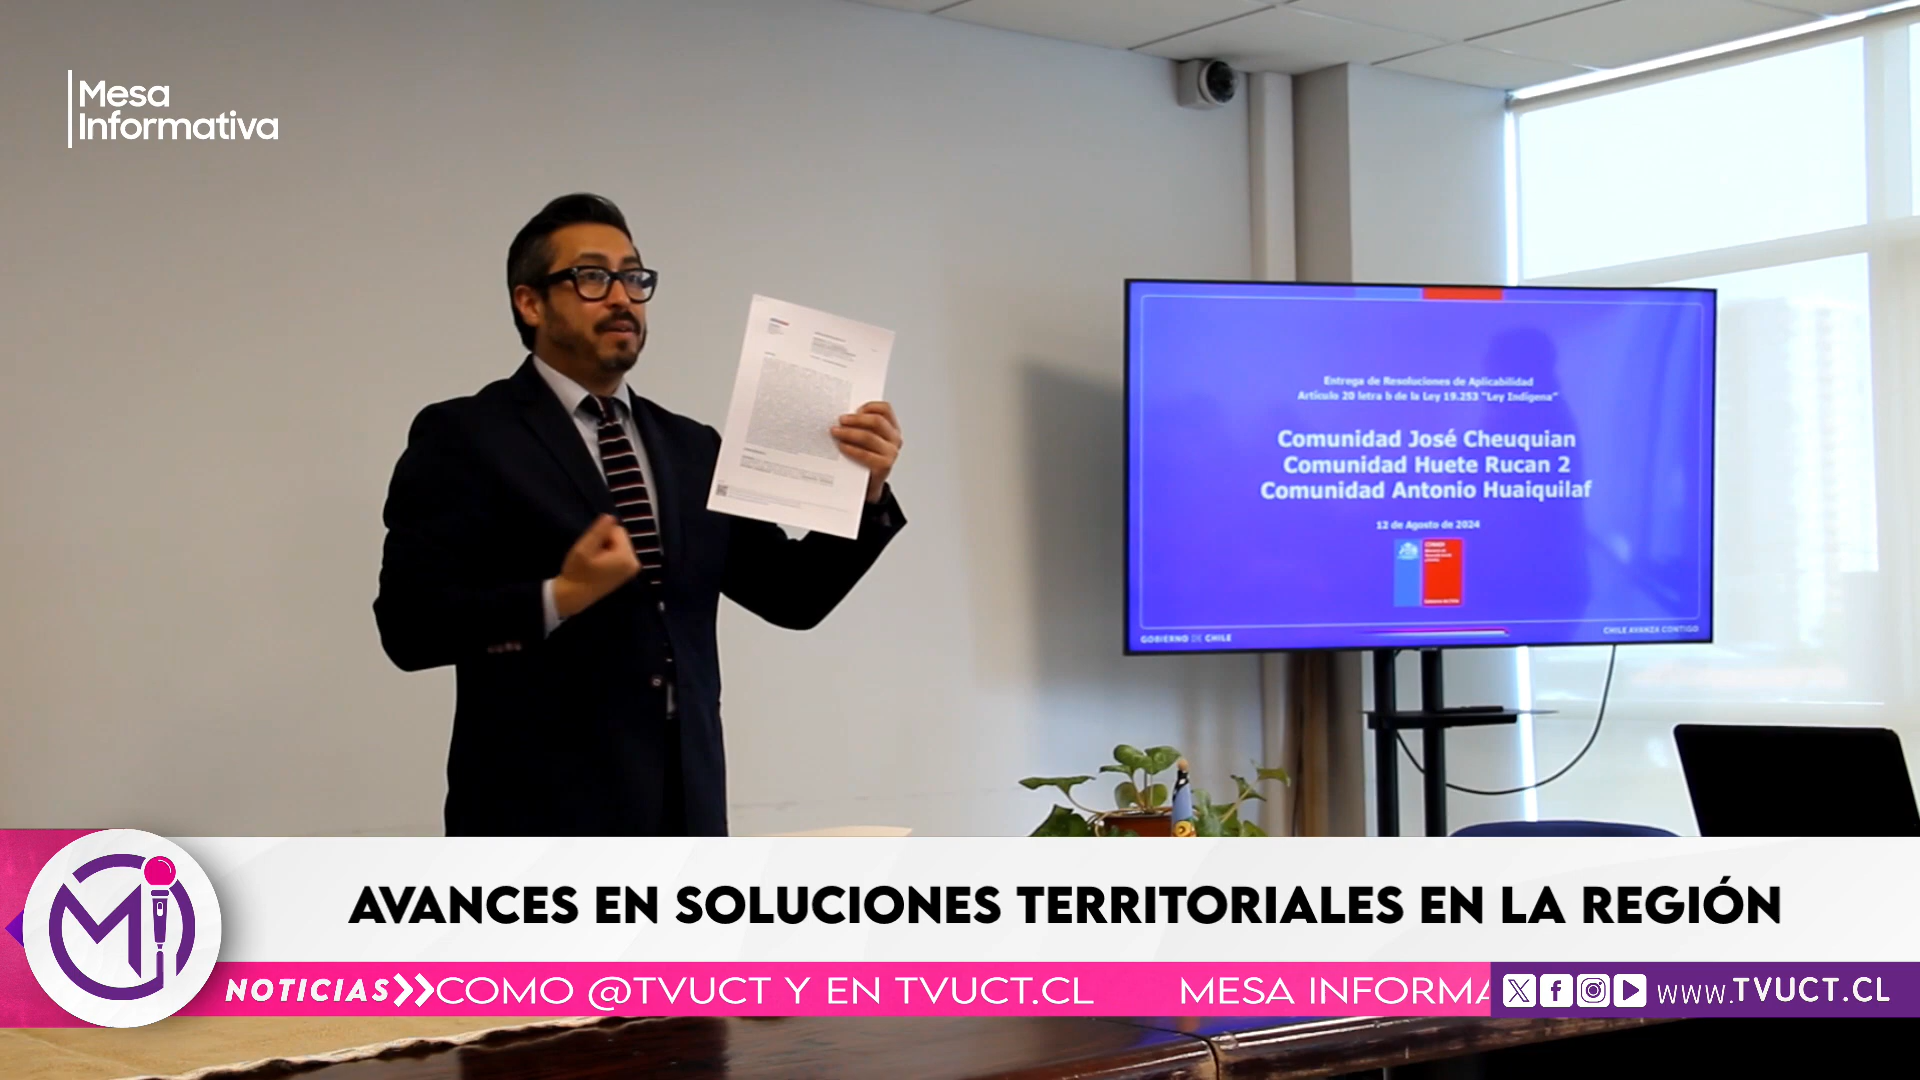 Mesa
Informativa
Entrega de Resoluciones de Aplicabilidad
Artículo 20 letra b de la Ley 19.253 "Ley Indígena"
Comunidad José Cheuquian
Comunidad Huete Rucan 2
Comunidad Antonio Huaiquilaf
12 de Agosto de 2024
GOBIERNO DE CHILE
CHILE AVANZA CONTIGO
AVANCES EN SOLUCIONES TERRITORIALES EN LA REGIÓN
NOTICIAS COMO @TVUCT Y EN TVUCT.CL MESA INFORMA
WWW.TVUCT.CL